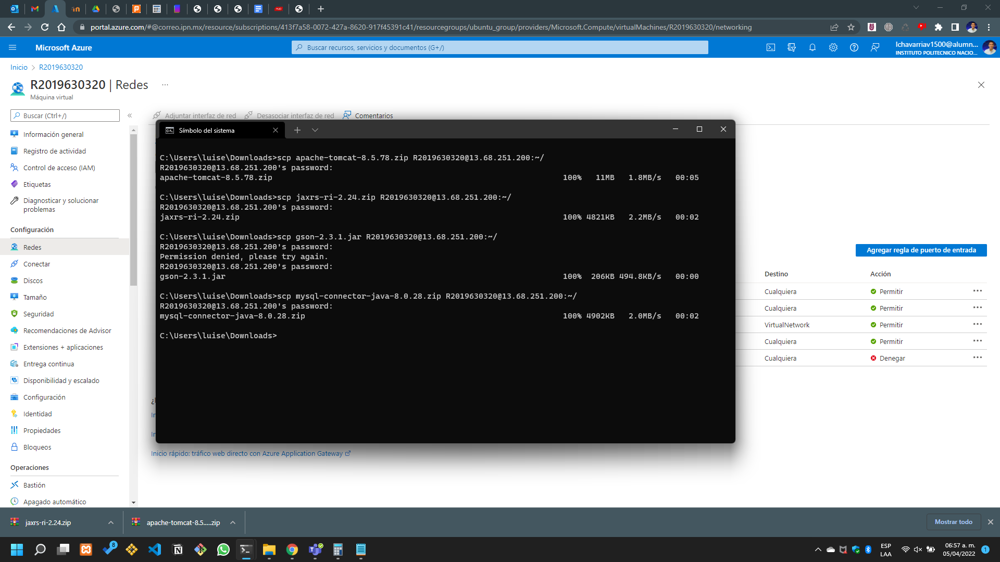 portal.azure.com/#@correo.ipn.mx/resource/subscriptions/413f7a58-0072-427a-8620-917f45391c41/resourcegroups/ubuntu_group/providers/Microsoft.Compute/virtualMachines/R2019630320/networking
Microsoft Azure
Buscar recursos, servicios y documentos (G+/)
lchavarriav1500@alumn...
INSTITUTO POLITECNICO NACIO...
Inicio > R2019630320
R2019630320 | Redes ...
Máquina virtual
Buscar (Ctrl+/)
Adjuntar interfaz de red Desasociar interfaz de red Comentarios
Información general
Registro de actividad
Control de acceso (IAM)
Etiquetas
Diagnosticar y solucionar
problemas
Configuración
Redes
Conectar
Discos
Tamaño
Seguridad
Recomendaciones de Advisor
Extensiones + aplicaciones
Entrega continua
Disponibilidad y escalado
Configuración
Identidad
Propiedades
Bloqueos
Operaciones
Bastión
Apagado automático
Símbolo del sistema
C:\Users\luise\Downloads>scp apache-tomcat-8.5.78.zip R2019630320@13.68.251.200:~/
R2019630320@13.68.251.200's password:
apache-tomcat-8.5.78.zip 100% 11MB 1.8MB/s 00:05
C:\Users\luise\Downloads>scp jaxrs-ri-2.24.zip R2019630320@13.68.251.200:~/
R2019630320@13.68.251.200's password:
jaxrs-ri-2.24.zip 100% 4821KB 2.2MB/s 00:02
C:\Users\luise\Downloads>scp gson-2.3.1.jar R2019630320@13.68.251.200:~/
R2019630320@13.68.251.200's password:
Permission denied, please try again.
R2019630320@13.68.251.200's password:
gson-2.3.1.jar 100% 206KB 494.8KB/s 00:00
C:\Users\luise\Downloads>scp mysql-connector-java-8.0.28.zip R2019630320@13.68.251.200:~/
R2019630320@13.68.251.200's password:
mysql-connector-java-8.0.28.zip 100% 4902KB 2.0MB/s 00:02
C:\Users\luise\Downloads>
Agregar regla de puerto de entrada
Destino Acción
Cualquiera Permitir ...
Cualquiera Permitir ...
VirtualNetwork Permitir ...
Cualquiera Permitir ...
Cualquiera Denegar ...
Inicio rápido: tráfico web directo con Azure Application Gateway
jaxrs-ri-2.24.zip
apache-tomcat-8.5.....zip
Mostrar todo
8
ESP
LAA
06:57 a. m.
05/04/2022
1